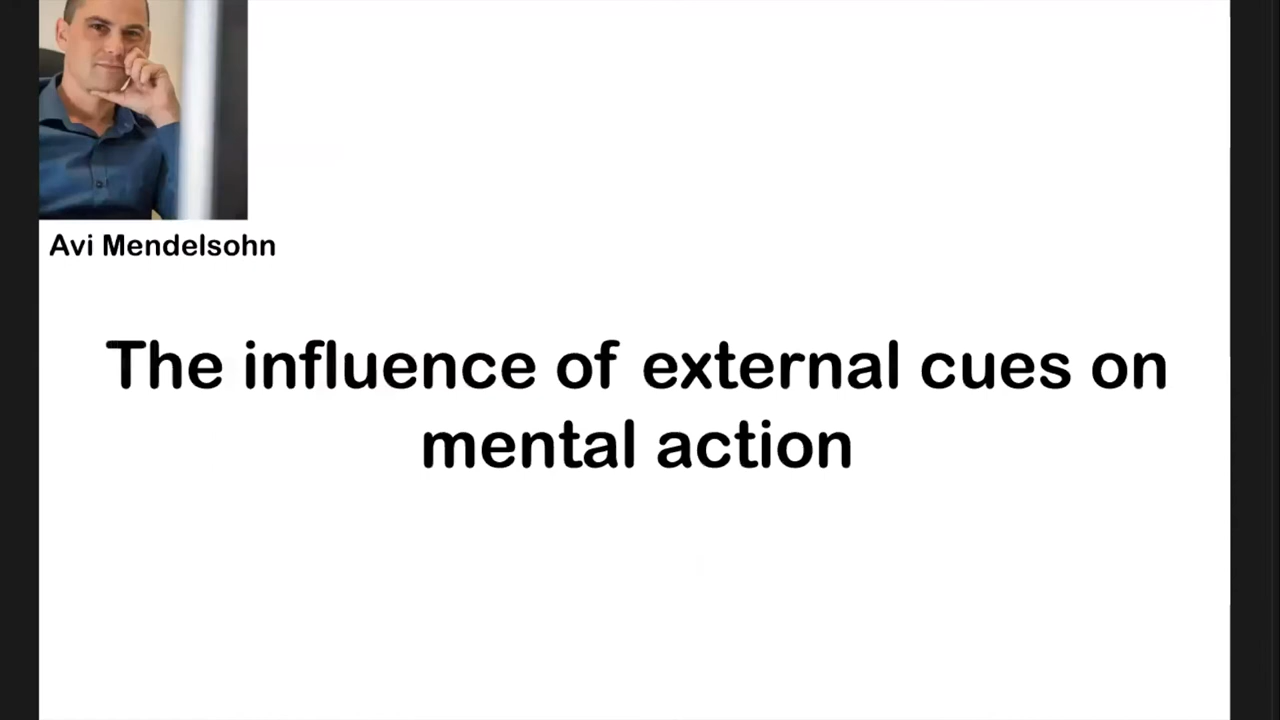 Avi Mendelsohn
The influence of external cues on
mental action